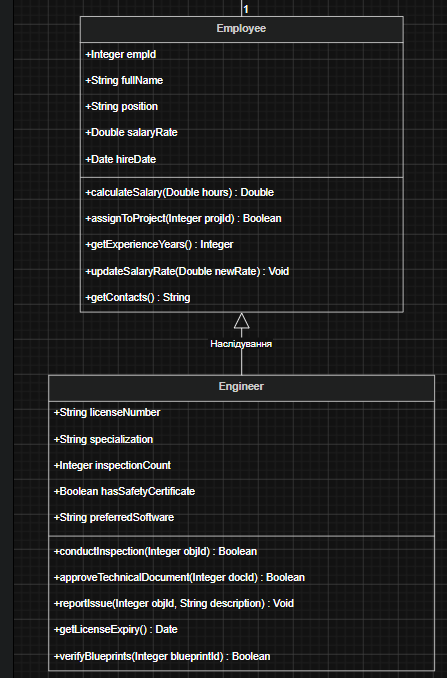 1
Employee
+Integer empId
+String fullName
+String position
+Double salaryRate
+Date hireDate
+calculateSalary(Double hours) : Double
+assignToProject(Integer projId) : Boolean
+getExperienceYears() : Integer
+updateSalaryRate(Double newRate) : Void
+getContacts() : String
Наслідування
Engineer
+String licenseNumber
+String specialization
+Integer inspectionCount
+Boolean hasSafetyCertificate
+String preferredSoftware
+conductInspection(Integer objId) : Boolean
+approveTechnicalDocument(Integer docId) : Boolean
+reportIssue(Integer objId, String description) : Void
+getLicenseExpiry() : Date
+verifyBlueprints(Integer blueprintId) : Boolean